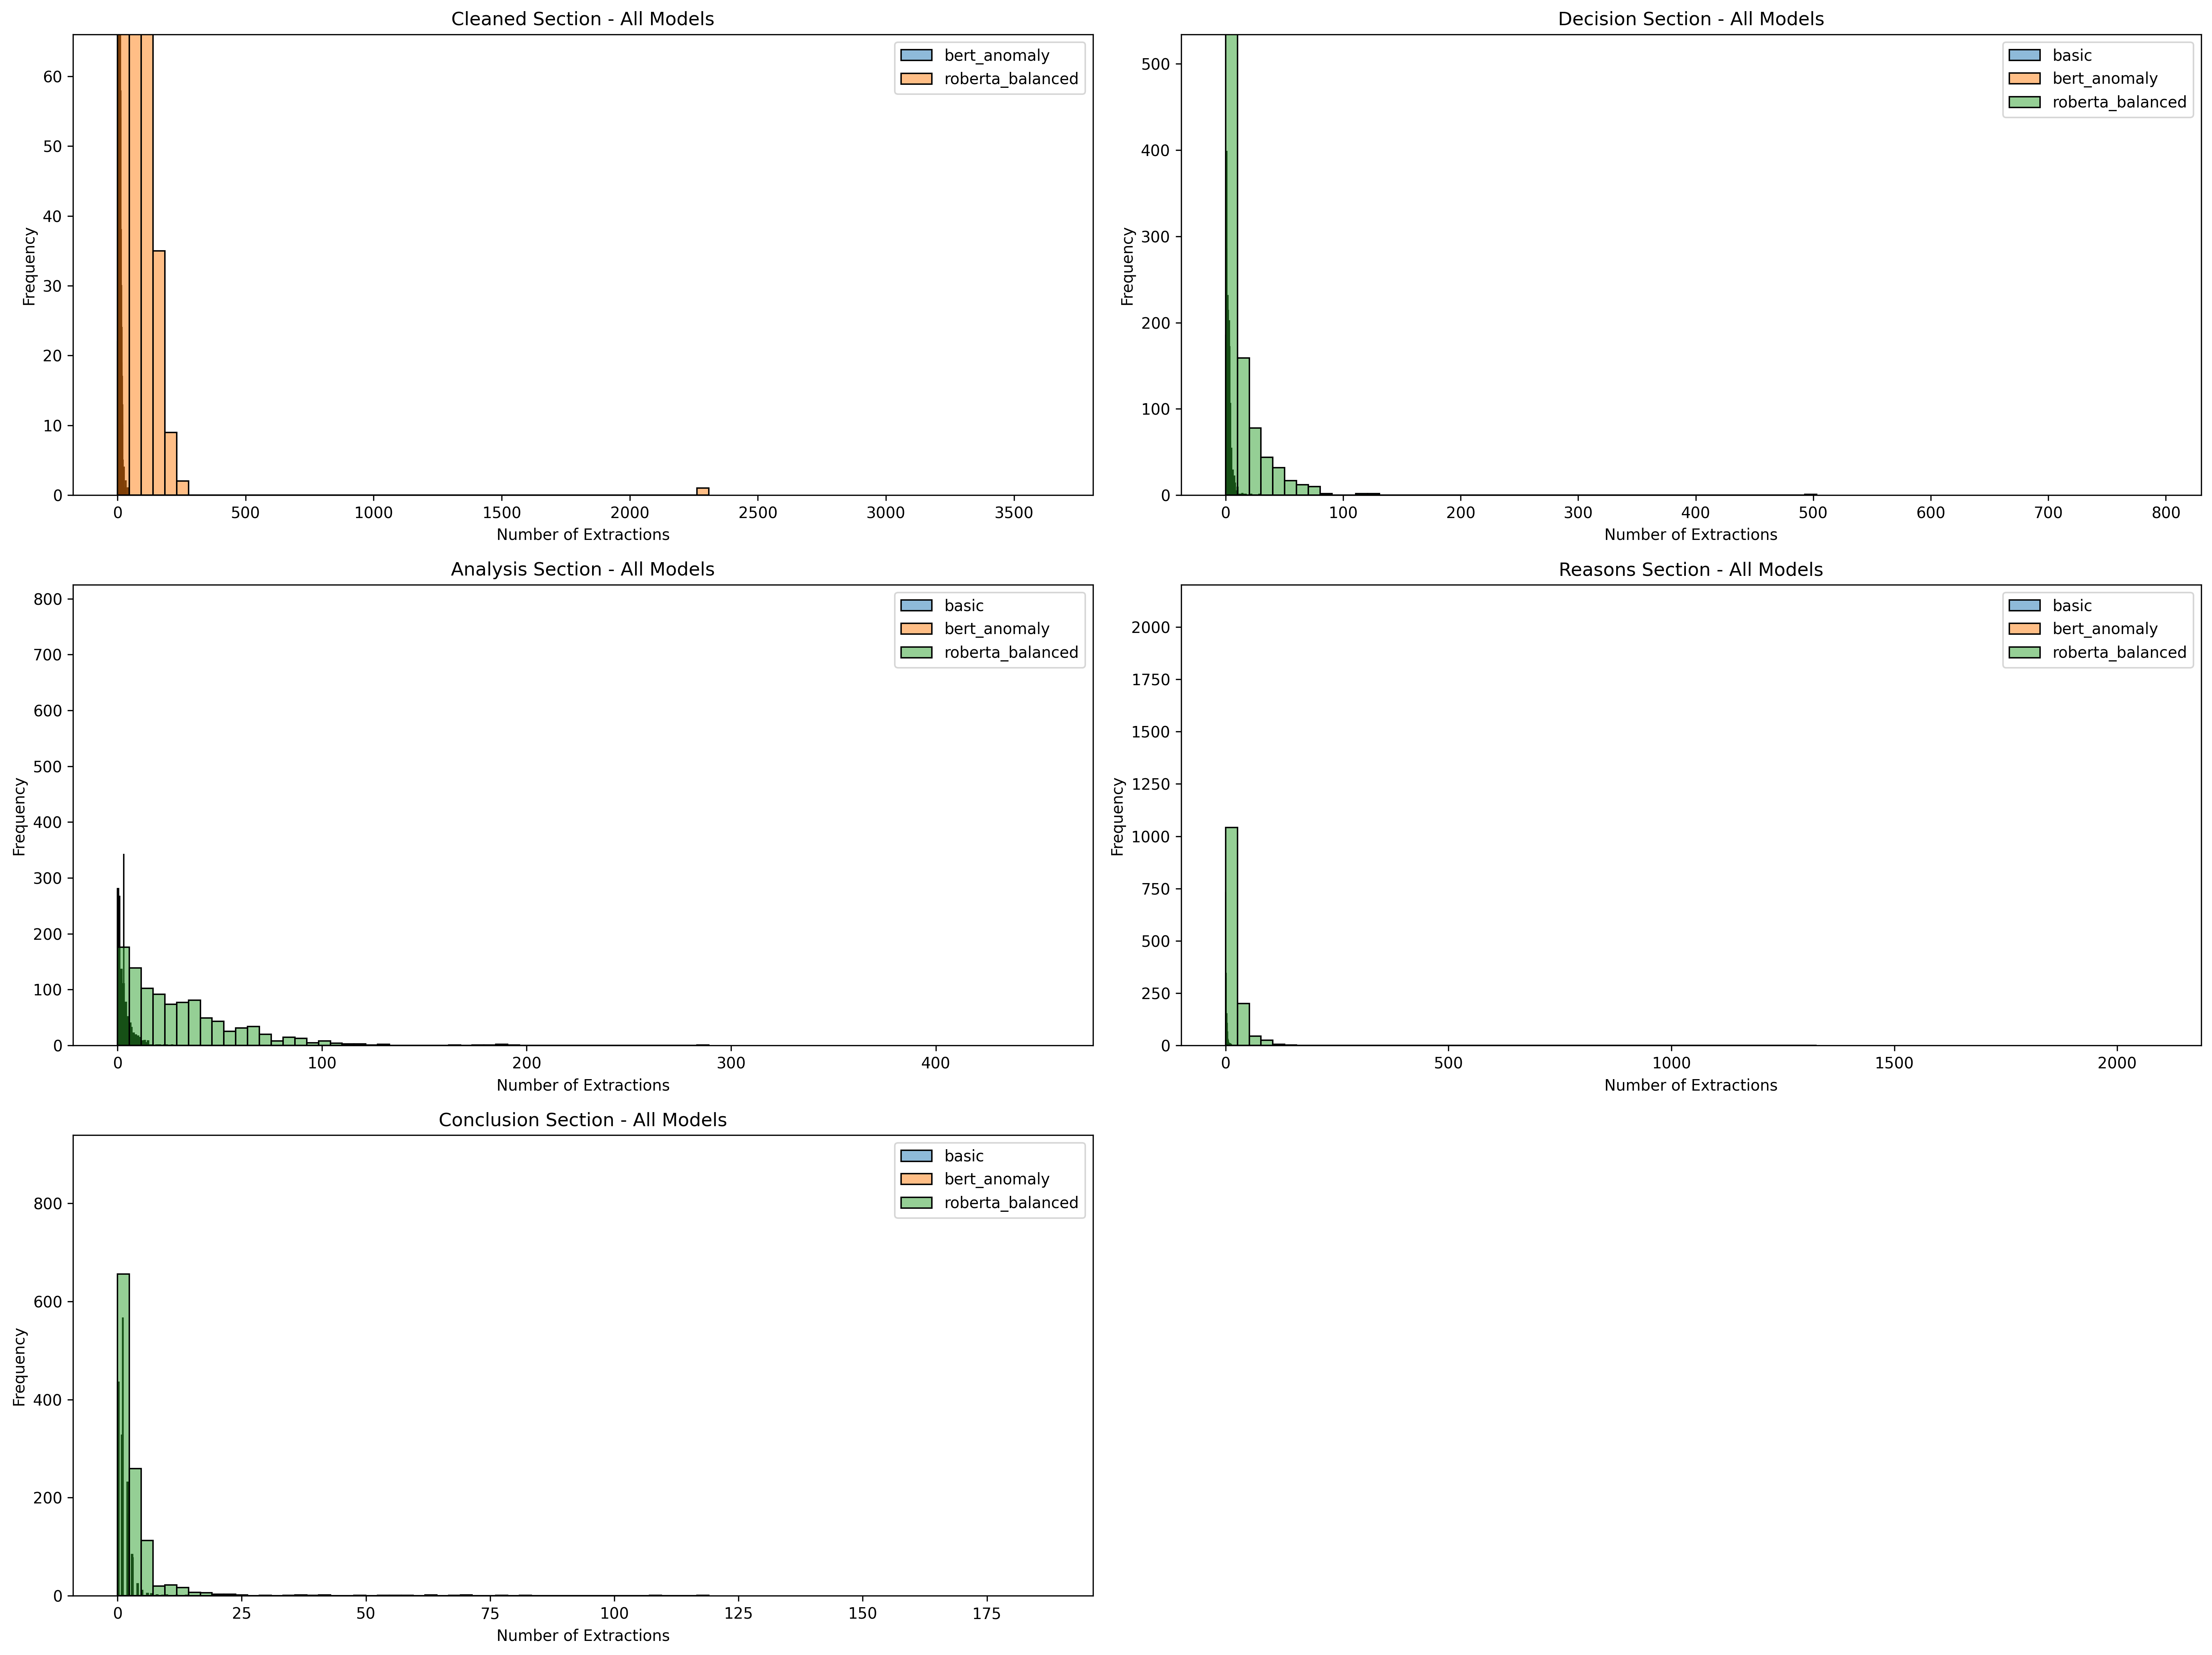 Cleaned Section - All Models
Frequency
60
50
40
30
20
10
0
bert_anomaly
roberta_balanced
0 500 1000 1500 2000 2500 3000 3500
Number of Extractions
Decision Section - All Models
Frequency
500
400
300
200
100
0
basic
bert_anomaly
roberta_balanced
0 100 200 300 400 500 600 700 800
Number of Extractions
Analysis Section - All Models
Frequency
800
700
600
500
400
300
200
100
0
basic
bert_anomaly
roberta_balanced
0 100 200 300 400
Number of Extractions
Reasons Section - All Models
Frequency
2000
1750
1500
1250
1000
750
500
250
0
basic
bert_anomaly
roberta_balanced
0 500 1000 1500 2000
Number of Extractions
Conclusion Section - All Models
Frequency
800
600
400
200
0
basic
bert_anomaly
roberta_balanced
0 25 50 75 100 125 150 175
Number of Extractions